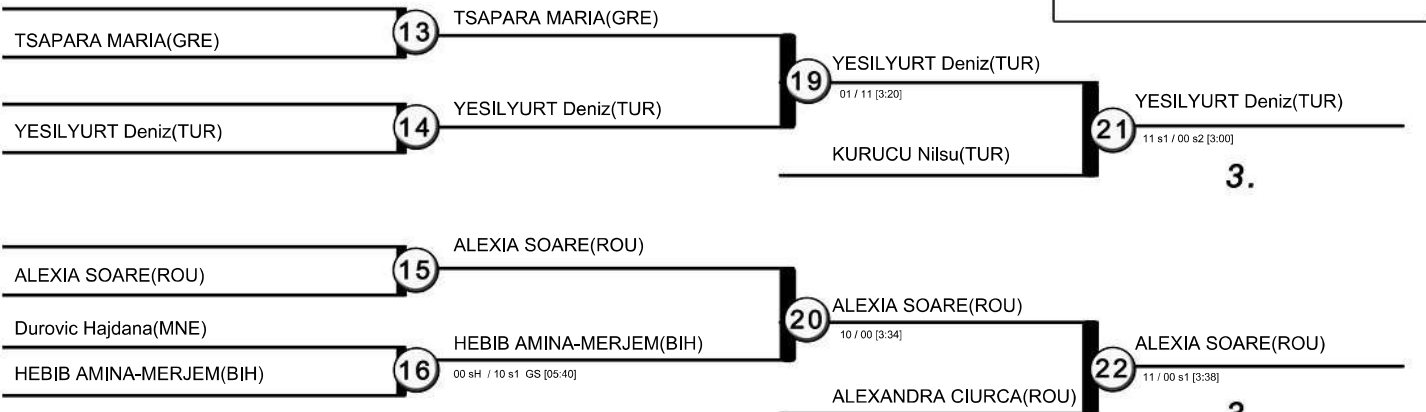 TSAPARA MARIA(GRE)
13
TSAPARA MARIA(GRE)
YESILYURT Deniz(TUR)
14
YESILYURT Deniz(TUR)
19
YESILYURT Deniz(TUR)
01 / 11 [3:20]
KURUCU Nilsu(TUR)
21
YESILYURT Deniz(TUR)
11 s1 / 00 s2 [3:00]
3.
ALEXIA SOARE(ROU)
15
ALEXIA SOARE(ROU)
Durovic Hajdana(MNE)
HEBIB AMINA-MERJEM(BIH)
16
HEBIB AMINA-MERJEM(BIH)
00 sH / 10 s1 GS [05:40]
20
ALEXIA SOARE(ROU)
10 / 00 [3:34]
ALEXANDRA CIURCA(ROU)
22
ALEXIA SOARE(ROU)
11 / 00 s1 [3:38]